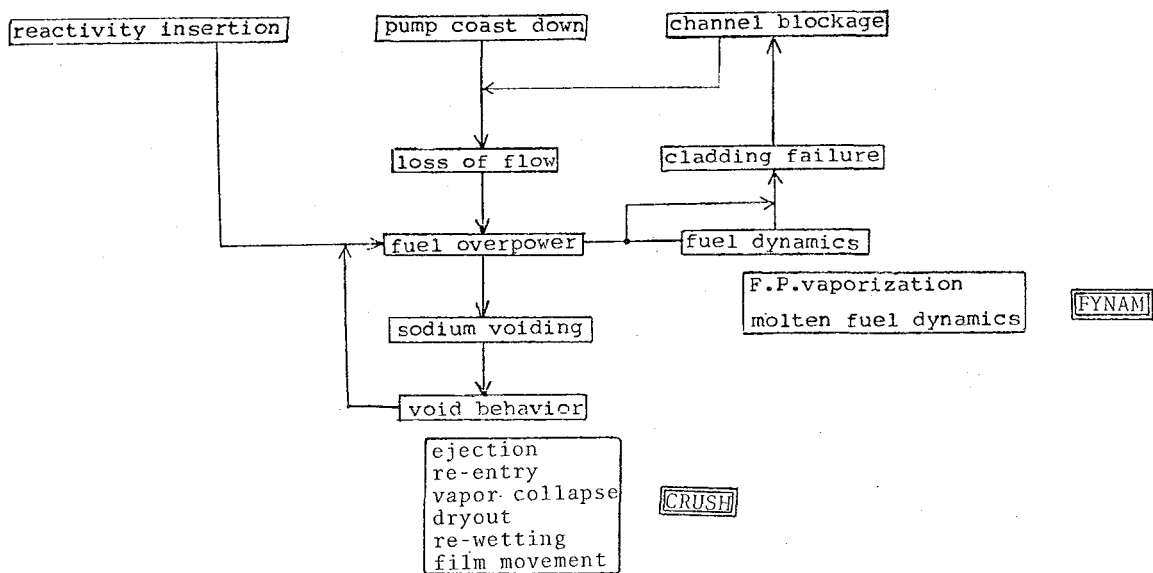 reactivity insertion
pump coast down
channel blockage
loss of flow
cladding failure
fuel overpower
fuel dynamics
F.P.vaporization
molten fuel dynamics
FYNAM
sodium voiding
void behavior
ejection
re-entry
vapor collapse
dryout
re-wetting
film movement
CRUSH